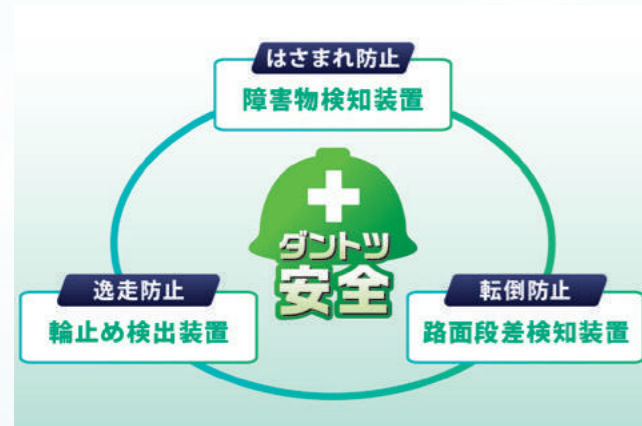 はさまれ防止
障害物検知装置
ダントツ
安全
逸走防止
輪止め検出装置
転倒防止
路面段差検知装置